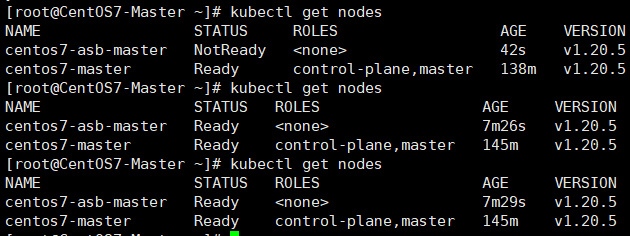 [root@CentOS7-Master ~]# kubectl get nodes
NAME STATUS ROLES AGE VERSION
centos7-asb-master NotReady <none> 42s v1.20.5
centos7-master Ready control-plane,master 138m v1.20.5
[root@CentOS7-Master ~]# kubectl get nodes
NAME STATUS ROLES AGE VERSION
centos7-asb-master Ready <none> 7m26s v1.20.5
centos7-master Ready control-plane,master 145m v1.20.5
[root@CentOS7-Master ~]# kubectl get nodes
NAME STATUS ROLES AGE VERSION
centos7-asb-master Ready <none> 7m29s v1.20.5
centos7-master Ready control-plane,master 145m v1.20.5
[root@CentOS7-Master ~]#